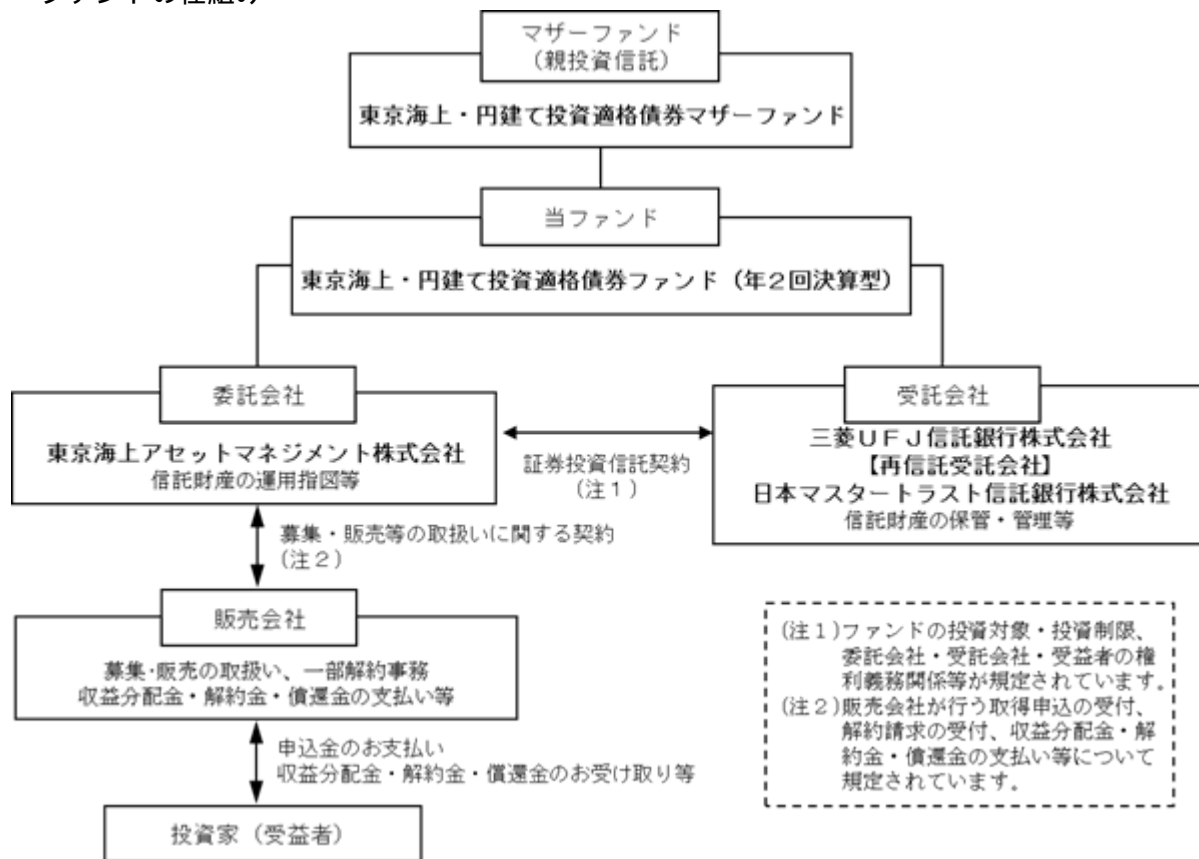 ファンドの仕組み
マザーファンド
(親投資信託)
東京海上・円建て投資適格債券マザーファンド
当ファンド
東京海上・円建て投資適格債券ファンド(年2回決算型)
委託会社
東京海上アセットマネジメント株式会社
信託財産の運用指図等
証券投資信託契約
(注1)
受託会社
三菱UFJ信託銀行株式会社
【再信託受託会社】
日本マスタートラスト信託銀行株式会社
信託財産の保管・管理等
募集・販売等の取扱いに関する契約
(注2)
販売会社
募集・販売の取扱い、一部解約事務
収益分配金・解約金・償還金の支払い等
申込金のお支払い
収益分配金・解約金・償還金のお受け取り等
投資家(受益者)
(注1)ファンドの投資対象・投資制限、
委託会社・受託会社・受益者の権
利義務関係等が規定されています。
(注2)販売会社が行う取得申込の受付、
解約請求の受付、収益分配金・解
約金・償還金の支払い等について
規定されています。